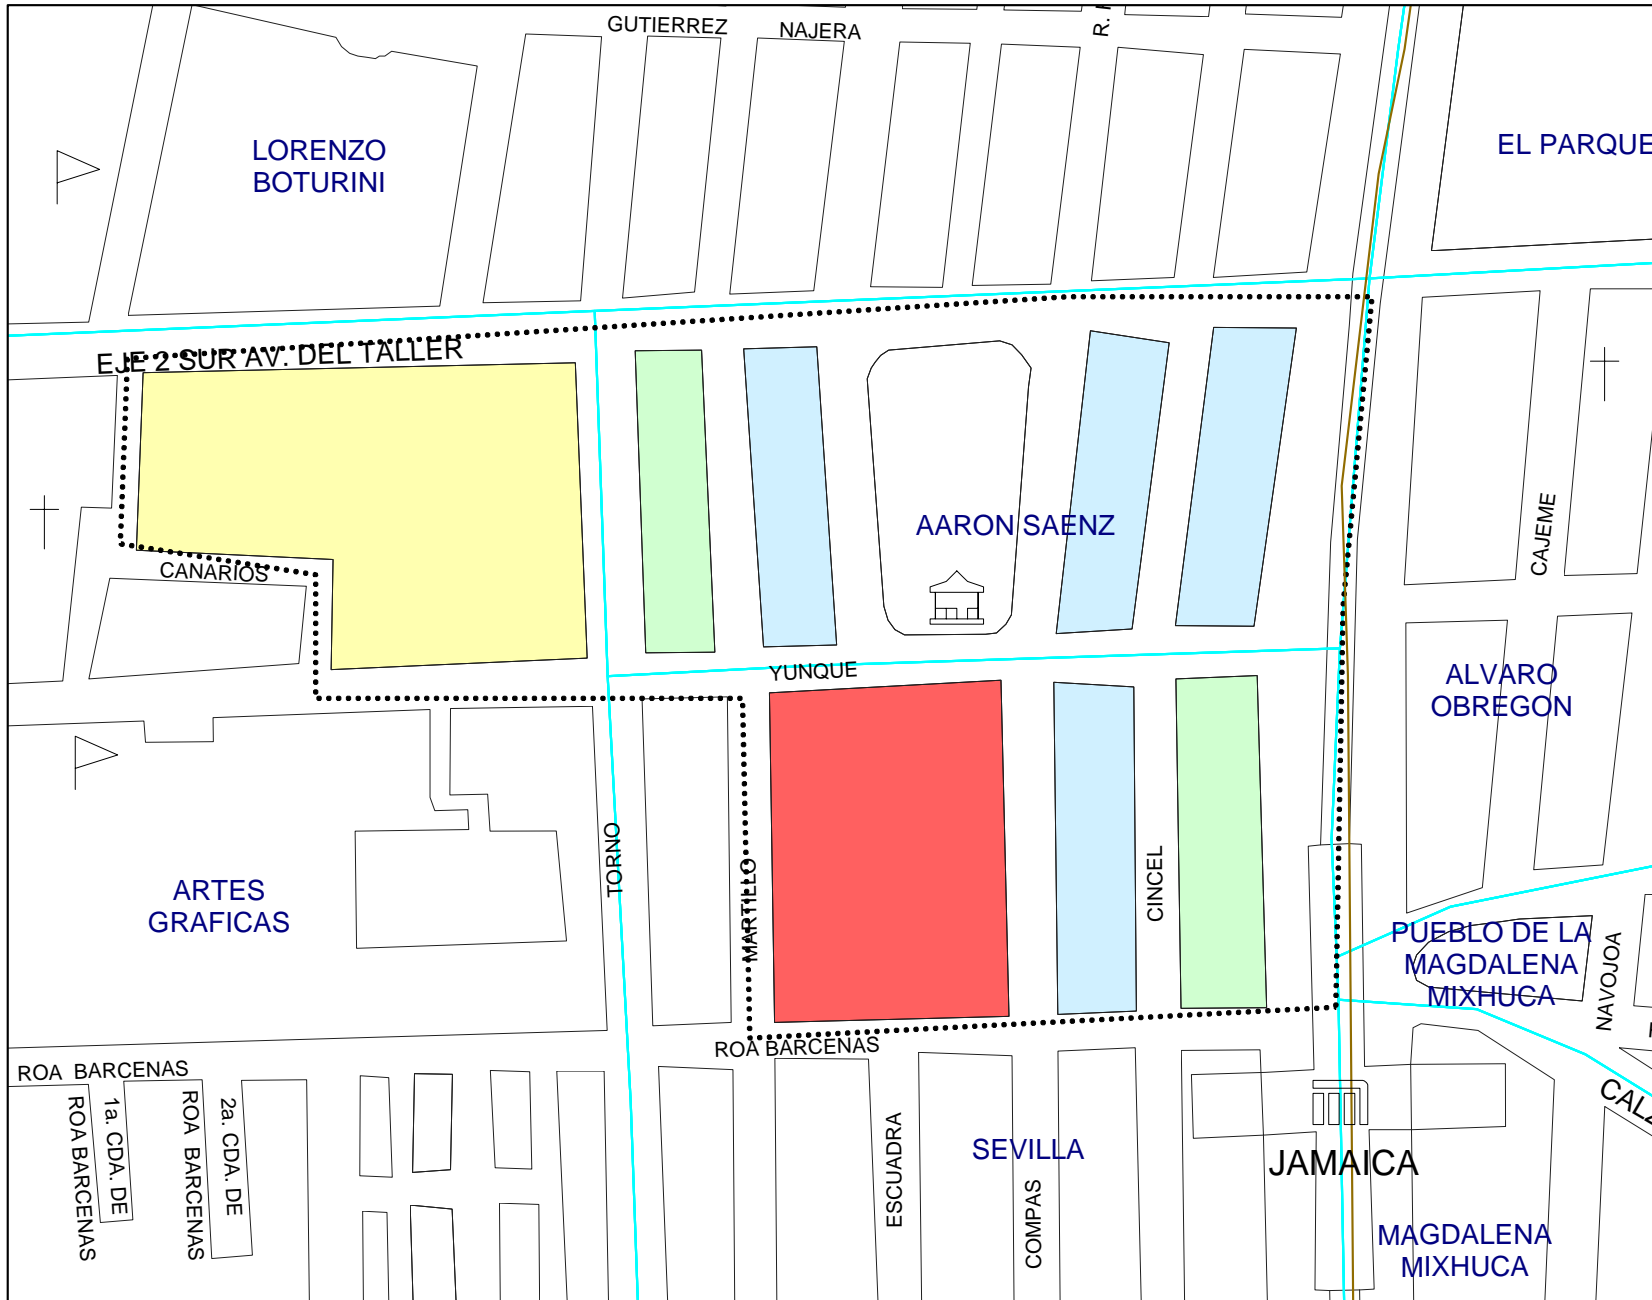 GUTIERREZ NAJERA
R.
LORENZO
BOTURINI
EL PARQUE
EJE 2 SUR AV. DEL TALLER
AARON SAENZ
CAJEME
CANARIOS
YUNQUE
ALVARO
OBREGON
TORNO
MARTILLO
CINCEL
ARTES
GRAFICAS
PUEBLO DE LA
MAGDALENA
MIXHUCA
NAVOJOA
ROA BARCENAS
ROA BARCENAS
1a. CDA. DE
ROA BARCENAS
2a. CDA. DE
ROA BARCENAS
ESCUADRA
COMPAS
SEVILLA
JAMAICA
MAGDALENA
MIXHUCA